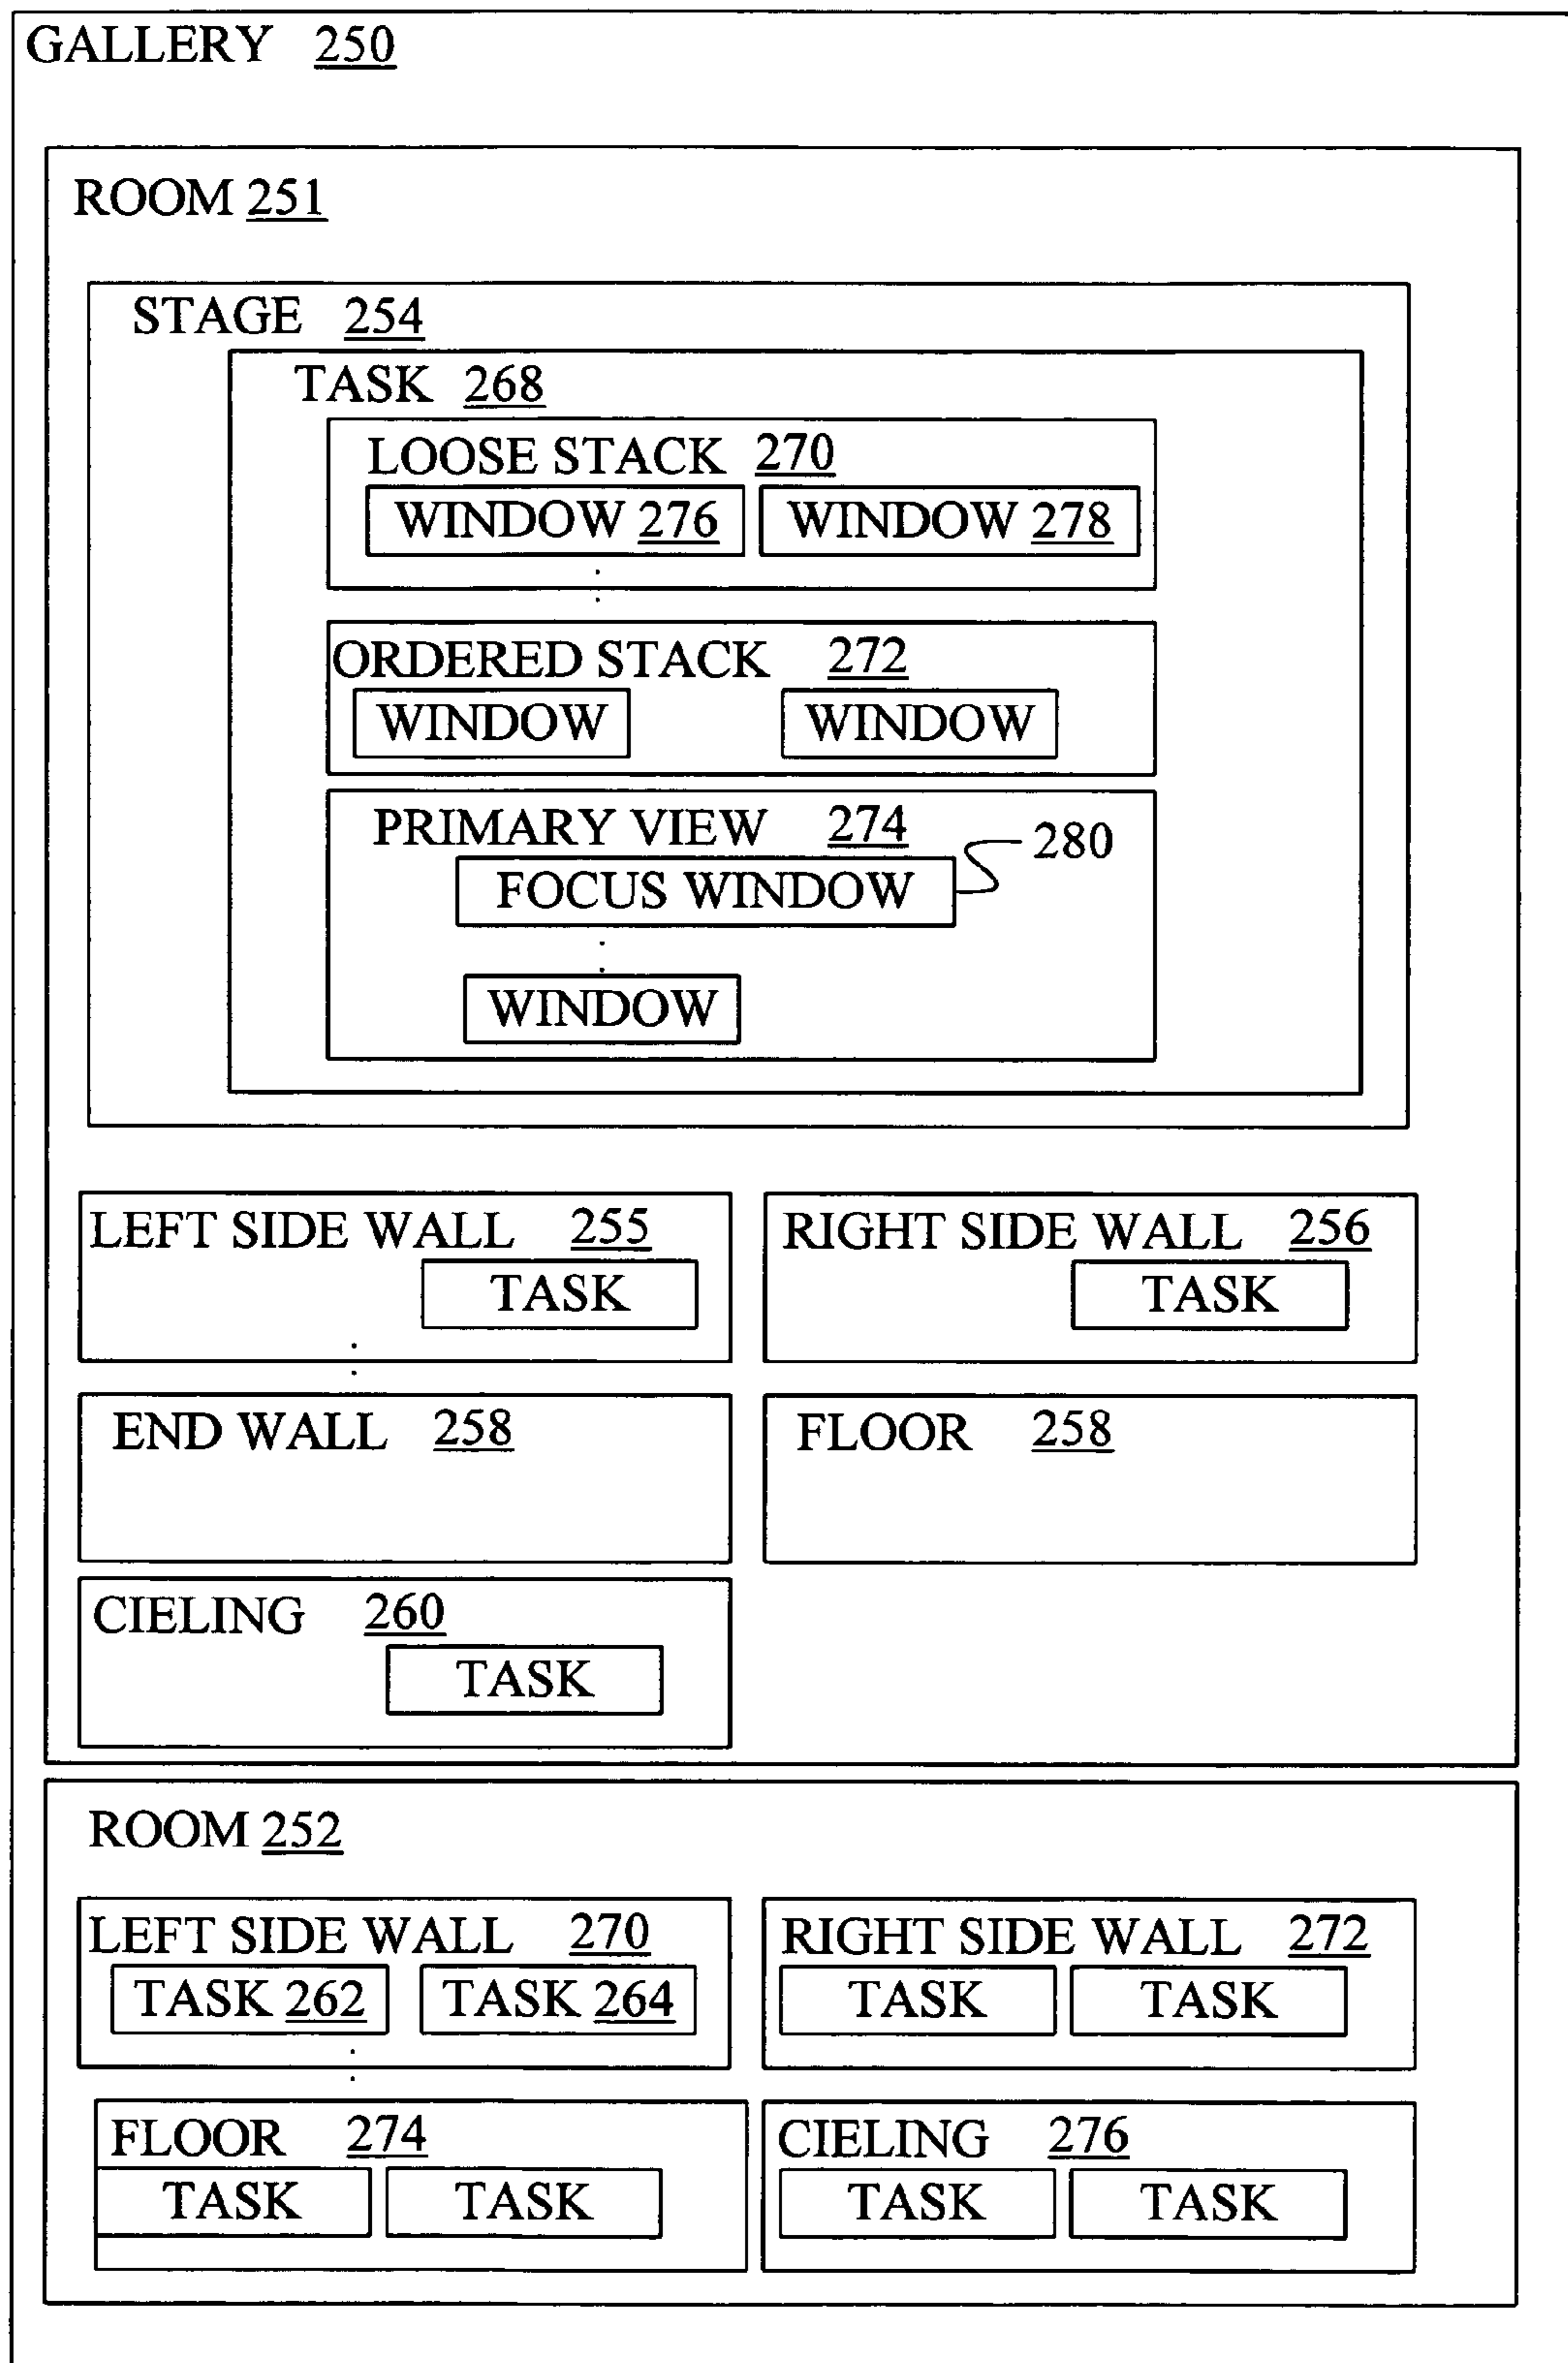 GALLERY 250
ROOM 251
STAGE 254
TASK 268
LOOSE STACK 270
WINDOW 276 WINDOW 278
ORDERED STACK 272
WINDOW WINDOW
PRIMARY VIEW 274
280
FOCUS WINDOW
WINDOW
LEFT SIDE WALL 255
TASK
RIGHT SIDE WALL 256
TASK
END WALL 258
FLOOR 258
CIELING 260
TASK
ROOM 252
LEFT SIDE WALL 270
TASK 262 TASK 264
RIGHT SIDE WALL 272
TASK TASK
FLOOR 274
TASK TASK
CIELING 276
TASK TASK